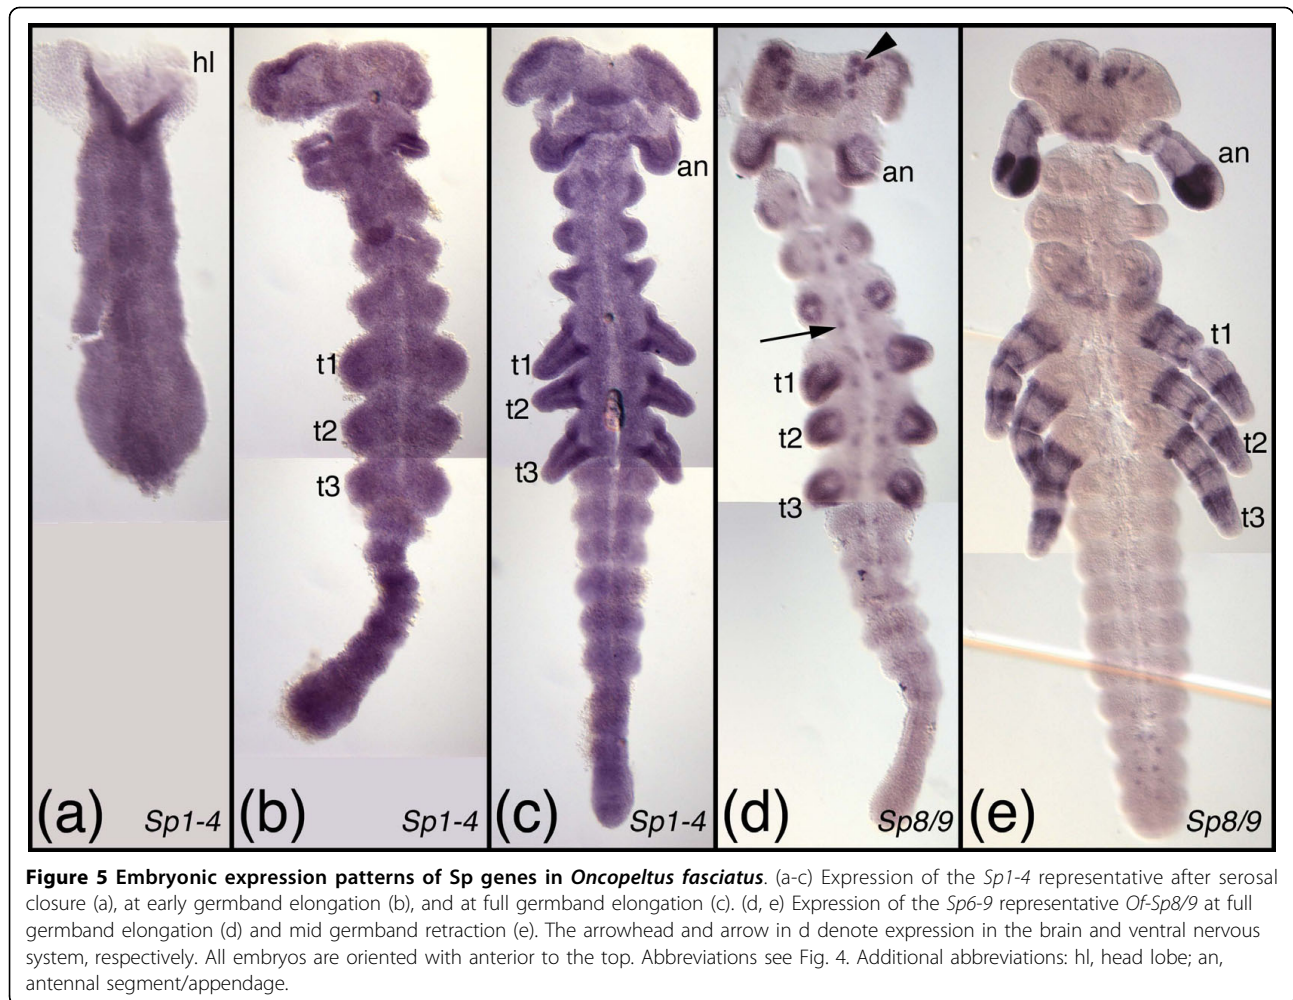 hl
an
an
an
t1
t2
t3
t1
t2
t3
t1
t2
t3
t1
t2
t3
(a) Sp1-4
(b) Sp1-4
(c) Sp1-4
(d) Sp8/9
(e) Sp8/9
Figure 5 Embryonic expression patterns of Sp genes in Oncopeltus fasciatus. (a-c) Expression of the Sp1-4 representative after serosal
closure (a), at early germband elongation (b), and at full germband elongation (c). (d, e) Expression of the Sp6-9 representative Of-Sp8/9 at full
germband elongation (d) and mid germband retraction (e). The arrowhead and arrow in d denote expression in the brain and ventral nervous
system, respectively. All embryos are oriented with anterior to the top. Abbreviations see Fig. 4. Additional abbreviations: hl, head lobe; an,
antennal segment/appendage.